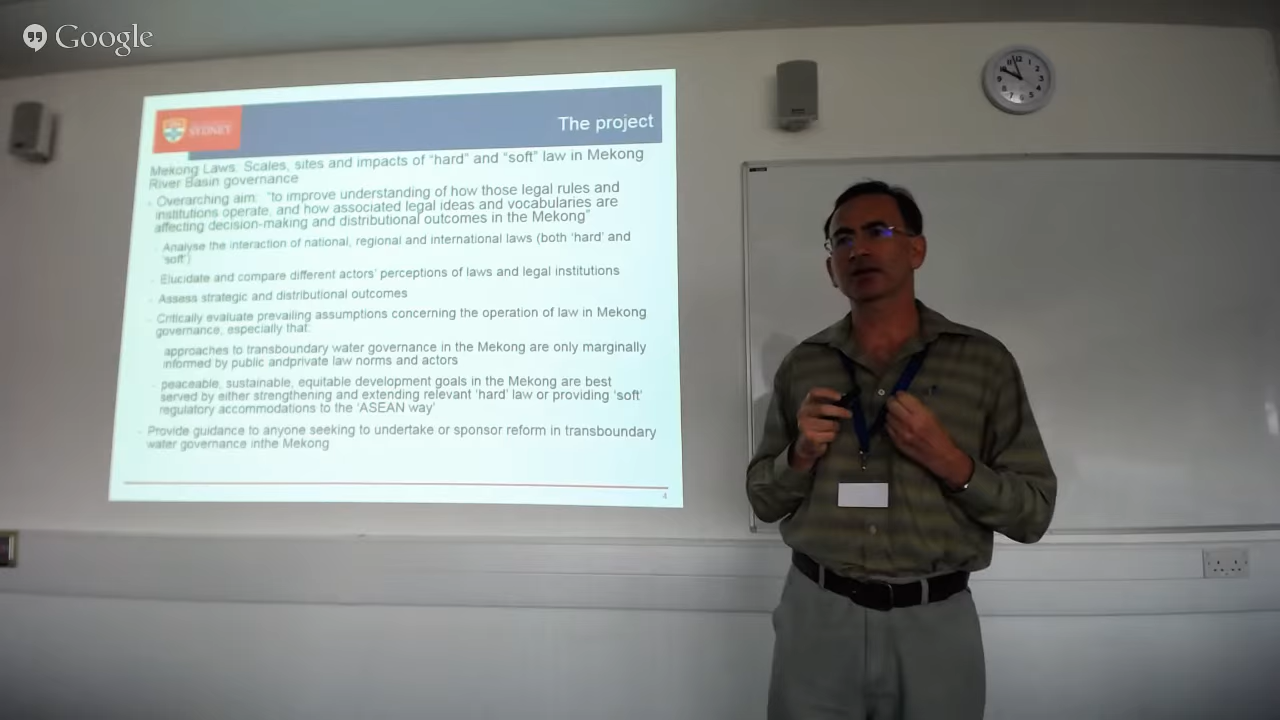 Google
SYDNEY
The project
Mekong Laws: Scales, sites and impacts of “hard” and “soft” law in Mekong
River Basin governance
- Overarching aim: “to improve understanding of how those legal rules and
institutions operate, and how associated legal ideas and vocabularies are
affecting decision-making and distributional outcomes in the Mekong”
- Analyse the interaction of national, regional and international laws (both ‘hard’ and
‘soft’)
- Elucidate and compare different actors’ perceptions of laws and legal institutions
- Assess strategic and distributional outcomes
- Critically evaluate prevailing assumptions concerning the operation of law in Mekong
governance, especially that:
- approaches to transboundary water governance in the Mekong are only marginally
informed by public andprivate law norms and actors
- peaceable, sustainable, equitable development goals in the Mekong are best
served by either strengthening and extending relevant ‘hard’ law or providing ‘soft’
regulatory accommodations to the ‘ASEAN way’
- Provide guidance to anyone seeking to undertake or sponsor reform in transboundary
water governance inthe Mekong
4